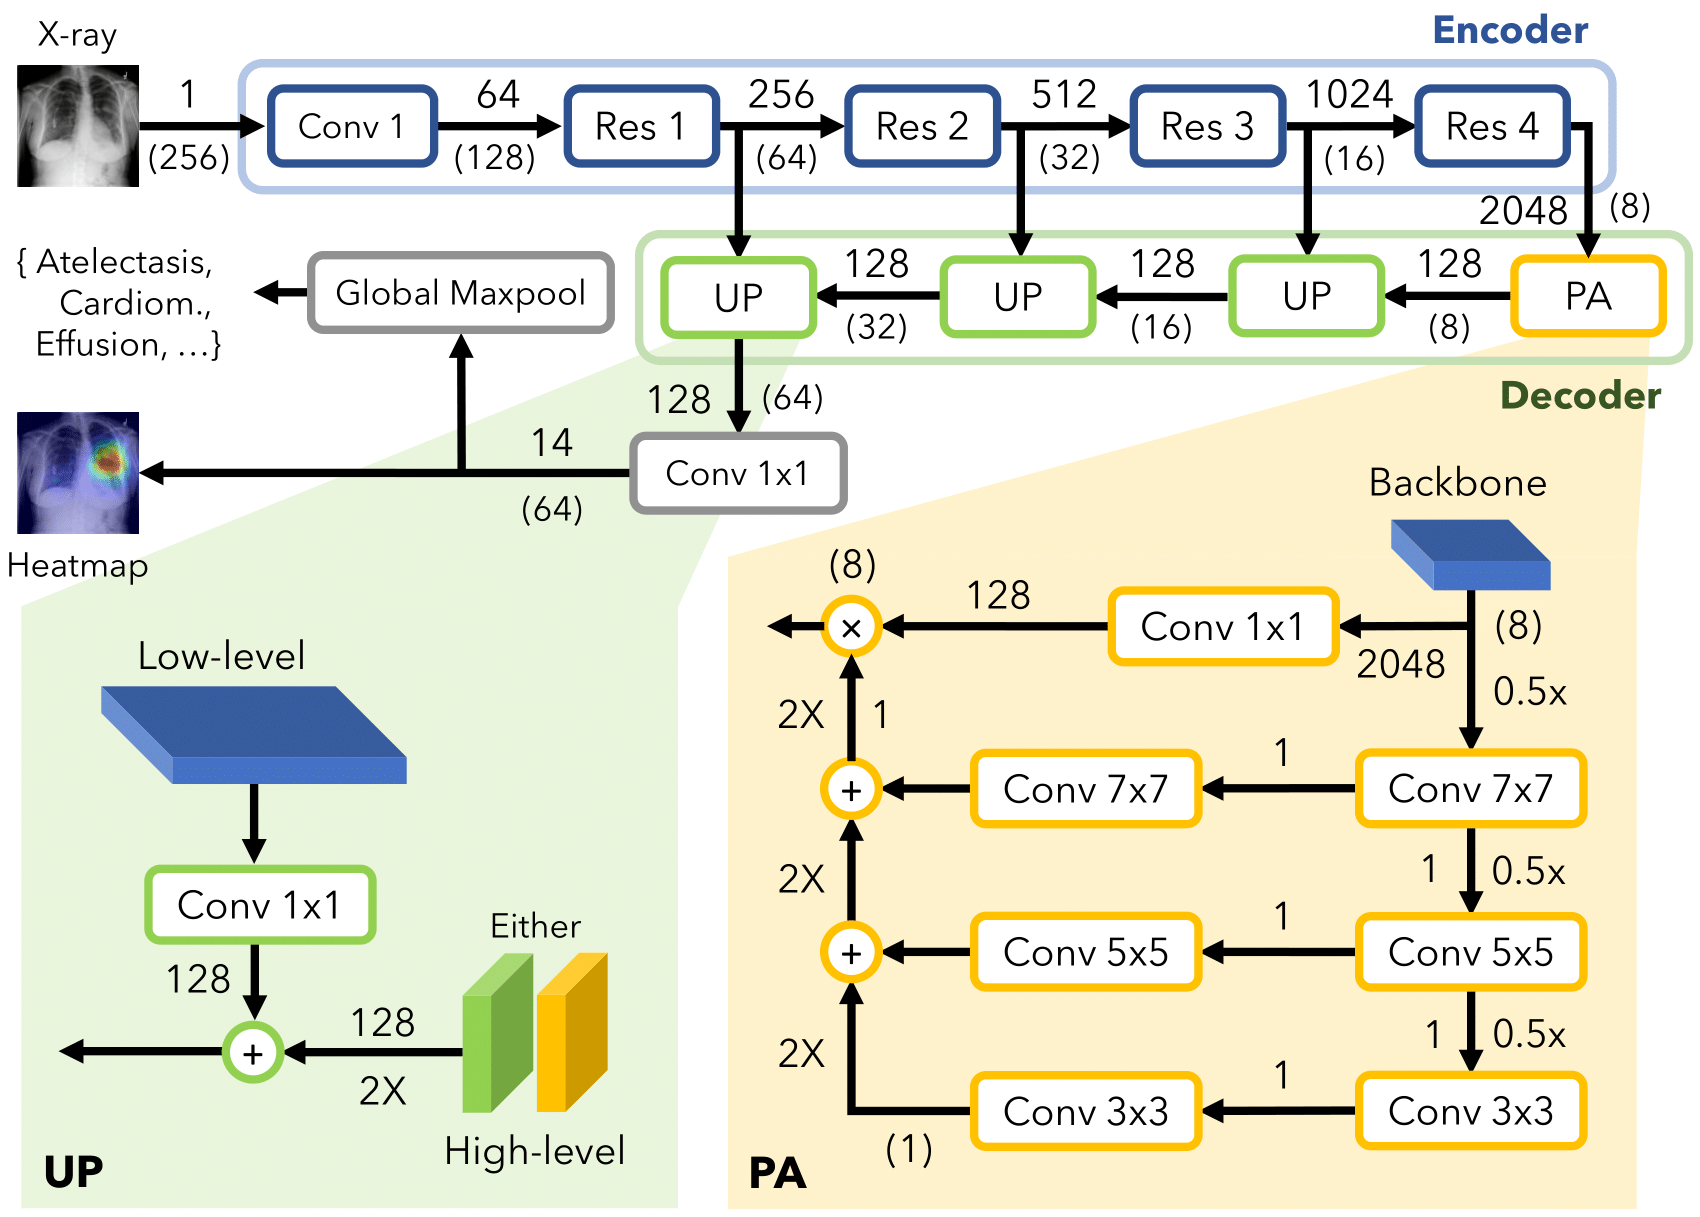 X-ray
Encoder
1
(256)
Conv 1
64
(128)
Res 1
256
(64)
Res 2
512
(32)
Res 3
1024
(16)
Res 4
2048
(8)
{ Atelectasis,
Cardiom.,
Effusion, ...}
Global Maxpool
UP
128
(32)
UP
128
(16)
UP
128
(8)
PA
Decoder
128
(64)
14
(64)
Conv 1x1
Heatmap
Low-level
Conv 1x1
128
+
128
2X
Either
High-level
UP
Backbone
(8)
×
128
Conv 1x1
2048
(8)
0.5x
2X
1
+
Conv 7x7
1
Conv 7x7
2X
1
0.5x
+
Conv 5x5
1
Conv 5x5
2X
1
0.5x
Conv 3x3
1
Conv 3x3
(1)
PA